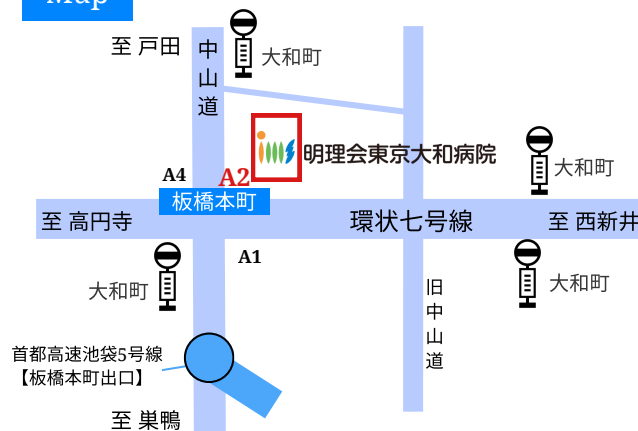 Map
至 戸田
中山道
大和町
ims
明理会東京大和病院
大和町
A4
A2
板橋本町
至 高円寺
環状七号線
至 西新井
A1
大和町
大和町
旧中山道
首都高速池袋5号線
【板橋本町出口】
至 巣鴨